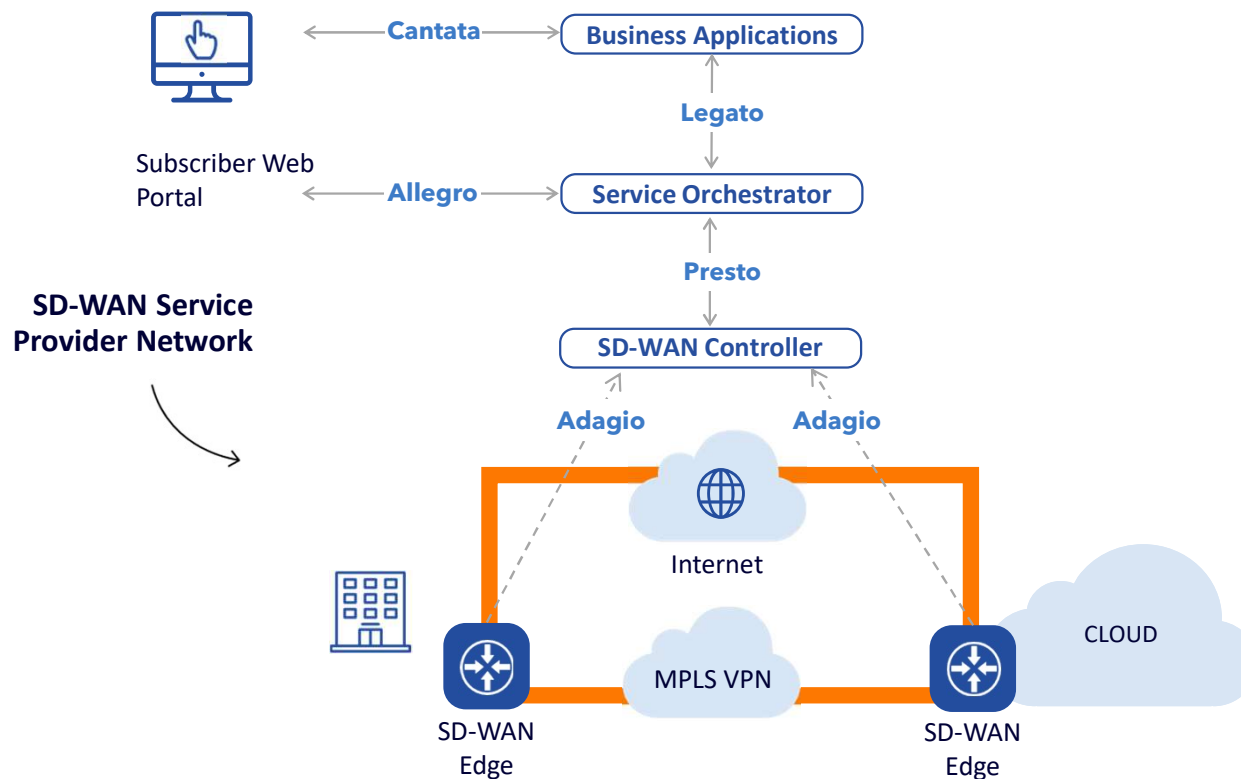 Cantata
Business Applications
Legato
Subscriber Web
Portal
Allegro
Service Orchestrator
Presto
SD-WAN Service
Provider Network
SD-WAN Controller
Adagio
Adagio
Internet
CLOUD
MPLS VPN
SD-WAN
Edge
SD-WAN
Edge